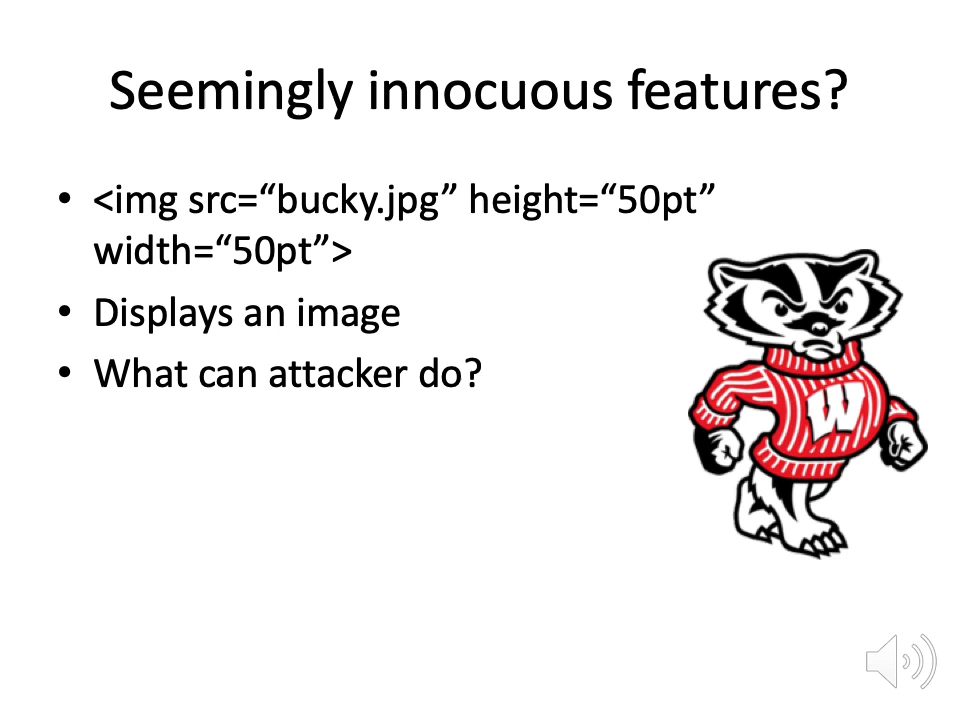 Seemingly innocuous features?
• <img src=“bucky.jpg” height=“50pt”
width=“50pt”>
• Displays an image
• What can attacker do?
W